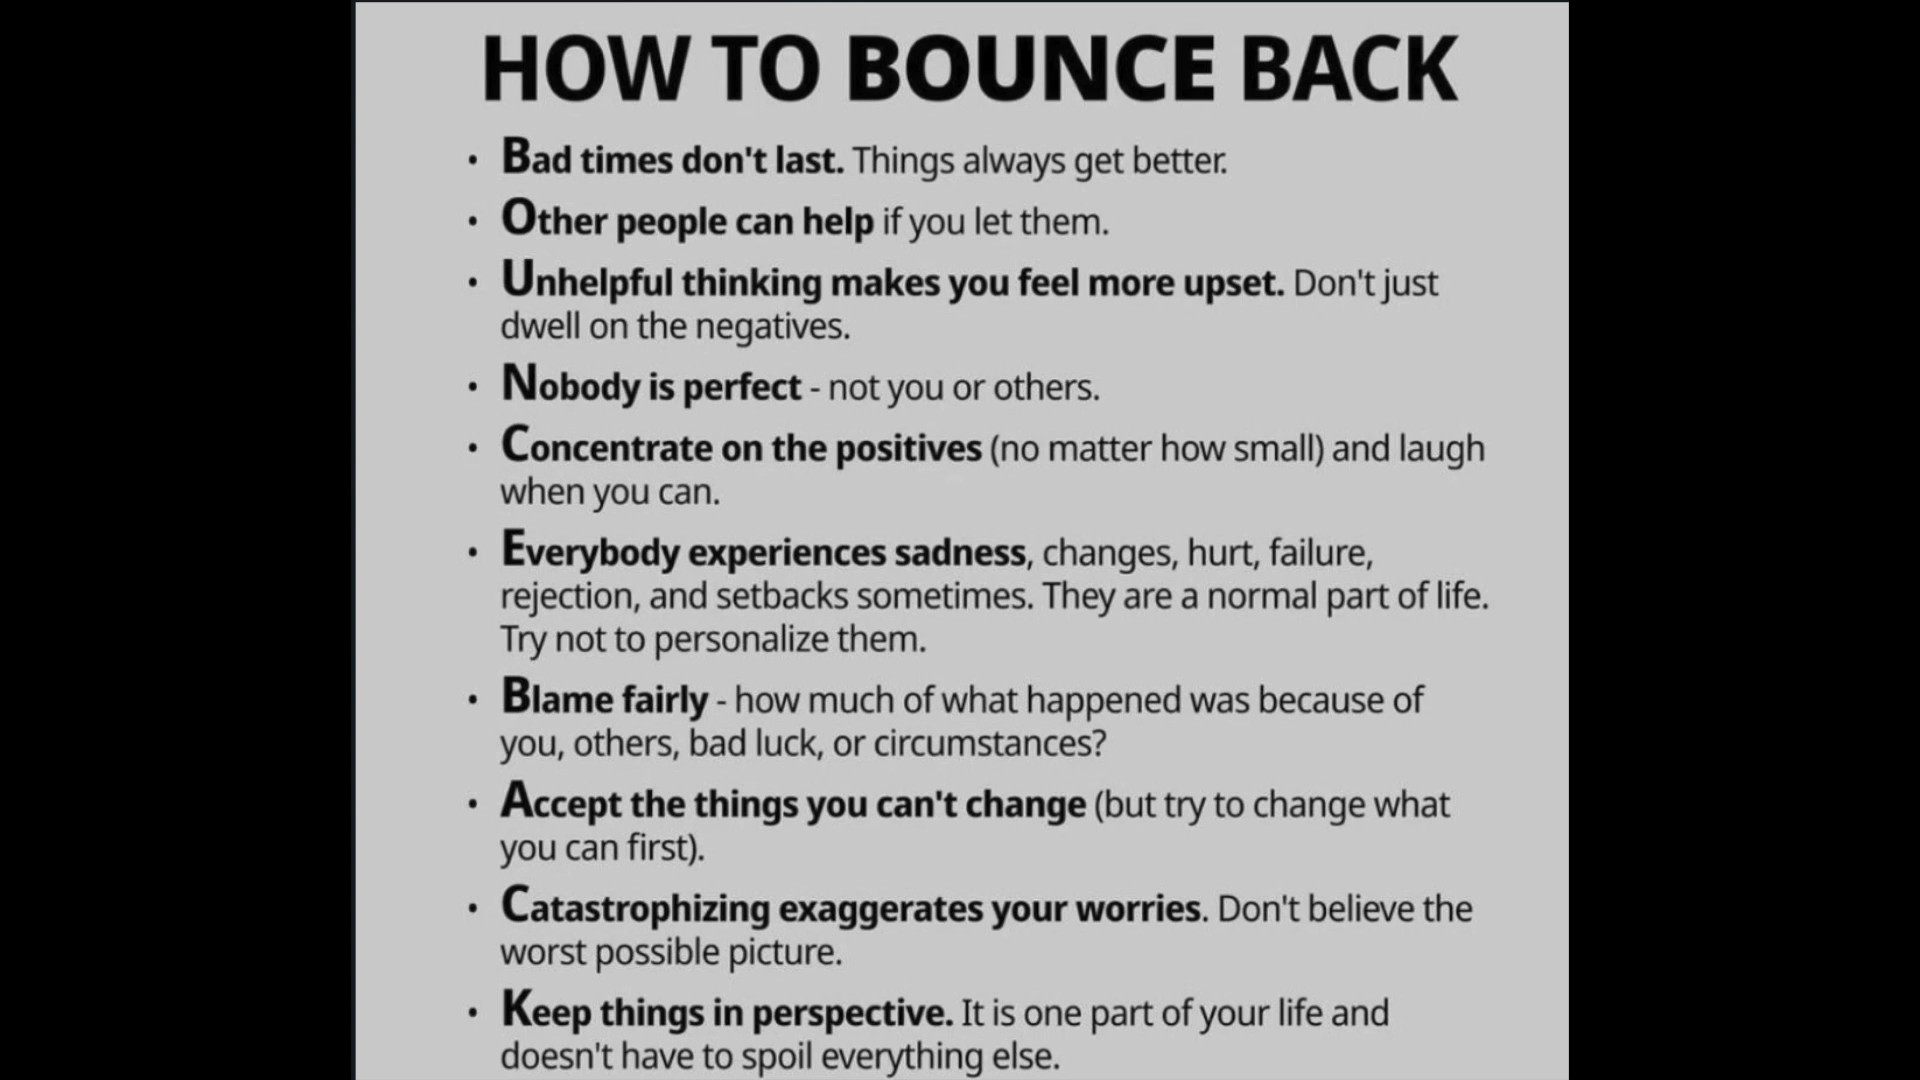 HOW TO BOUNCE BACK
• Bad times don't last. Things always get better.
• Other people can help if you let them.
• Unhelpful thinking makes you feel more upset. Don't just
dwell on the negatives.
• Nobody is perfect - not you or others.
• Concentrate on the positives (no matter how small) and laugh
when you can.
• Everybody experiences sadness, changes, hurt, failure,
rejection, and setbacks sometimes. They are a normal part of life.
Try not to personalize them.
• Blame fairly - how much of what happened was because of
you, others, bad luck, or circumstances?
• Accept the things you can't change (but try to change what
you can first).
• Catastrophizing exaggerates your worries. Don't believe the
worst possible picture.
• Keep things in perspective. It is one part of your life and
doesn't have to spoil everything else.